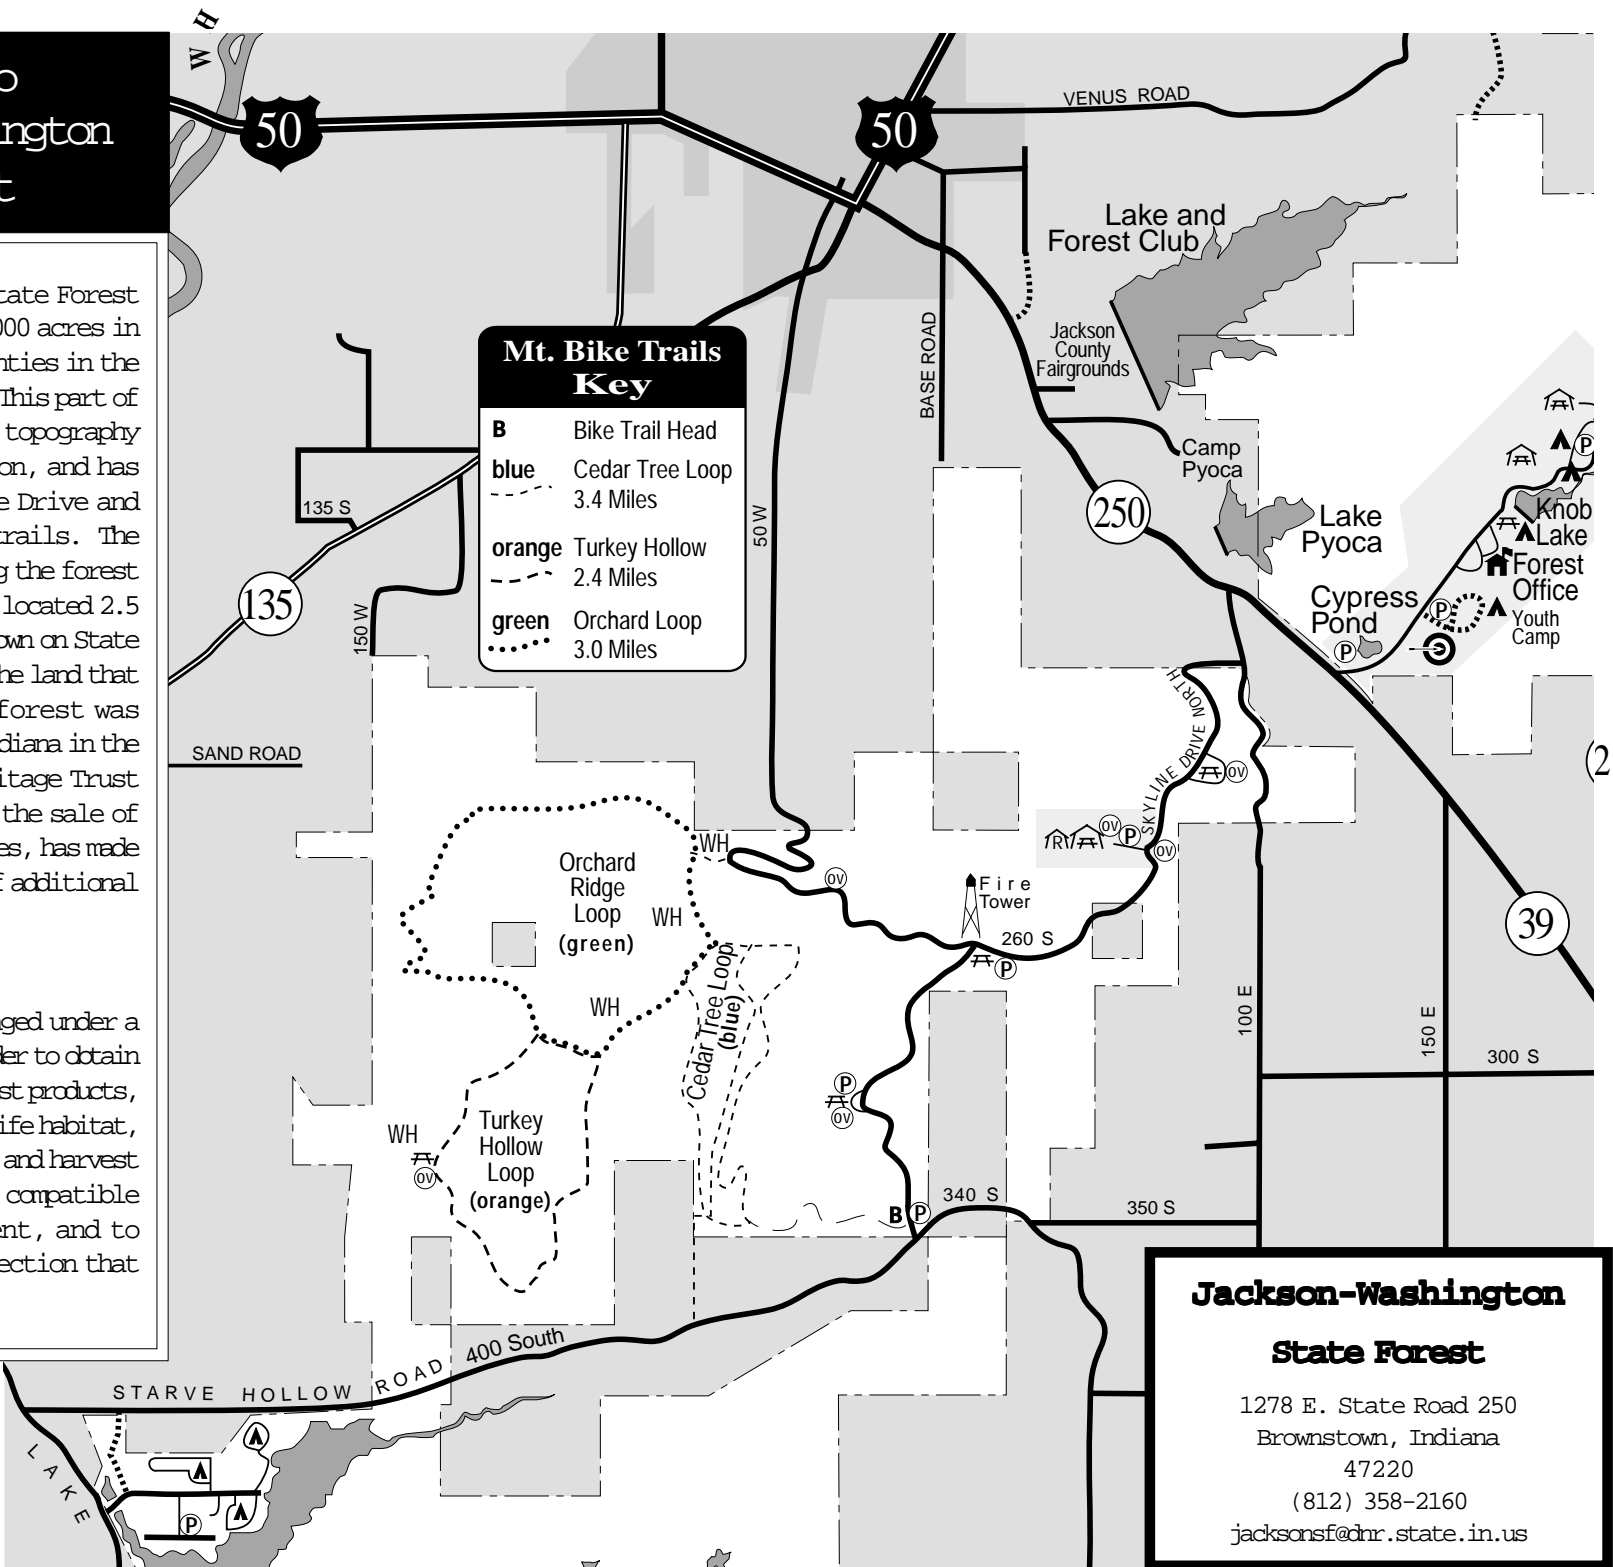 o
ington
t
tate Forest
000 acres in
nties in the
This part of
topography
on, and has
e Drive and
trails. The
g the forest
located 2.5
own on State
he land that
forest was
diana in the
itage Trust
the sale of
es, has made
f additional
ged under a
der to obtain
st products,
ife habitat,
and harvest
compatible
ent, and to
ection that
W H
50
50
VENUS ROAD
Lake and
Forest Club
Jackson
County
Fairgrounds
BASE ROAD
Mt. Bike Trails
Key
B Bike Trail Head
blue Cedar Tree Loop
3.4 Miles
orange Turkey Hollow
2.4 Miles
green Orchard Loop
3.0 Miles
135 S
135
150 W
50 W
SAND ROAD
Camp
Pyoca
250
Lake
Pyoca
P
Knob
Lake
Forest
Office
Youth
Camp
P
Cypress
Pond
P
2
SKYLINE DRIVE NORTH
OV
R
OV
P
OV
WH
Orchard
Ridge
Loop
(green)
WH
WH
OV
Fire
Tower
260 S
P
39
Cedar Tree Loop
(blue)
100 E
150 E
300 S
P
OV
WH
OV
Turkey
Hollow
Loop
(orange)
B P
340 S
350 S
STARVE HOLLOW ROAD 400 South
LAKE
P
Jackson-Washington
State Forest
1278 E. State Road 250
Brownstown, Indiana
47220
(812) 358-2160
jacksonsf@dnr.state.in.us